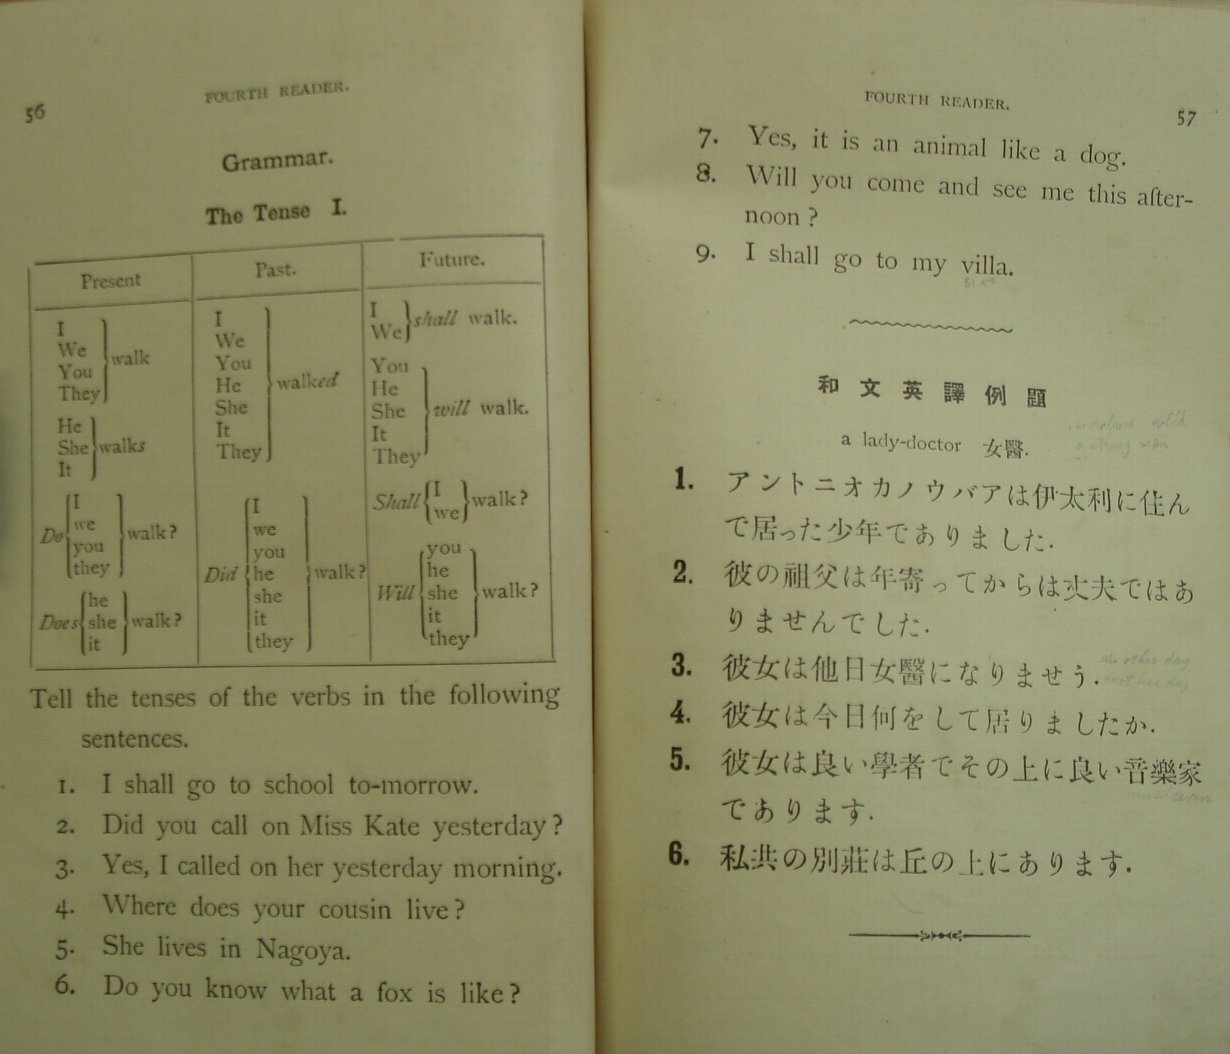 56
FOURTH READER.
Grammar.
The Tense I.
Present
Past.
Future.
I
We
You
They
walk
He
She
It
walks
Do
I
we
you
they
walk?
Does
he
she
it
walk?
I
We
You
He
She
It
They
walked
Did
I
we
you
he
she
it
they
walk?
I
We
shall walk.
You
He
She
It
They
will walk.
Shall
I
we
walk?
Will
you
he
she
it
they
walk?
Tell the tenses of the verbs in the following
sentences.
1. I shall go to school to-morrow.
2. Did you call on Miss Kate yesterday?
3. Yes, I called on her yesterday morning.
4. Where does your cousin live?
5. She lives in Nagoya.
6. Do you know what a fox is like?
FOURTH READER.
57
7. Yes, it is an animal like a dog.
8. Will you come and see me this after-
noon?
9. I shall go to my villa.
和文英譯例題
a lady-doctor 女醫.
1. アントニオカノウバアは伊太利に住ん
で居った少年でありました.
2. 彼の祖父は年寄ってからは丈夫ではあ
りませんでした.
3. 彼女は他日女醫になりませう.
the other day
4. 彼女は今日何をして居りましたか.
5. 彼女は良い學者でその上に良い音樂家
であります.
6. 私共の別莊は丘の上にあります.